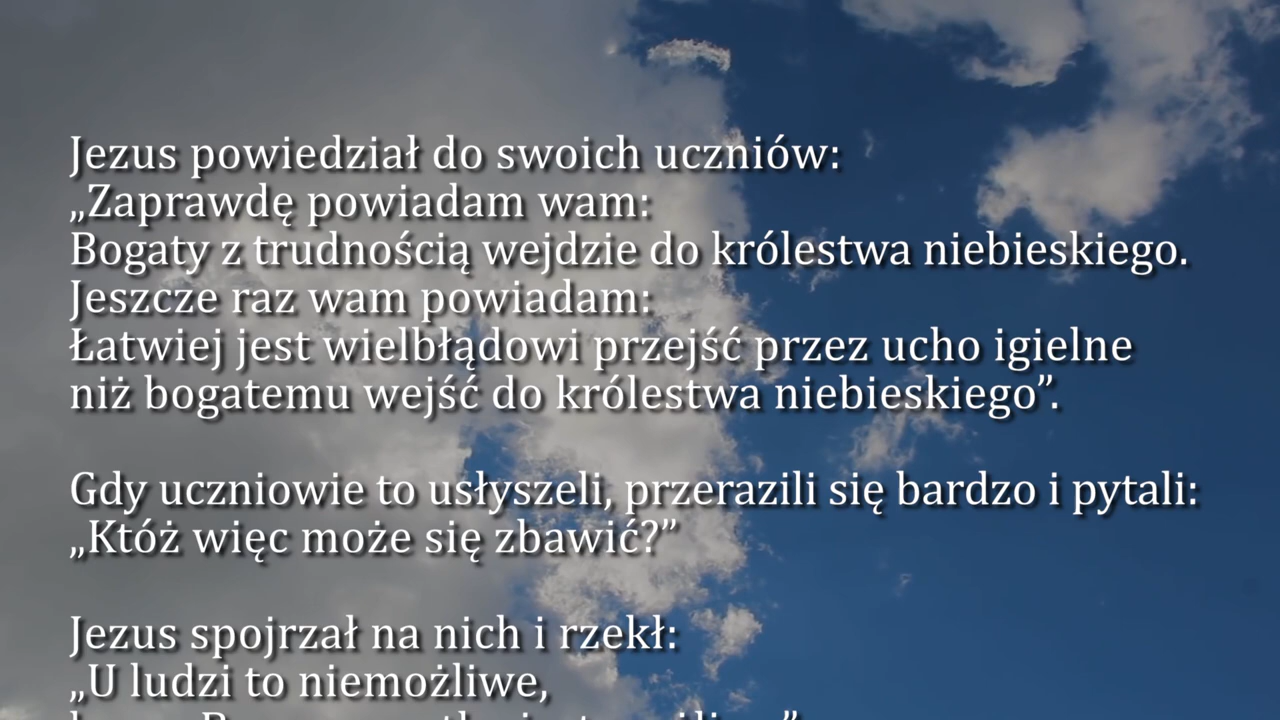 Jezus powiedział do swoich uczniów:
„Zaprawdę powiadam wam:
Bogaty z trudnością wejdzie do królestwa niebieskiego.
Jeszcze raz wam powiadam:
Łatwiej jest wielbłądowi przejść przez ucho igielne
niż bogatemu wejść do królestwa niebieskiego”.
Gdy uczniowie to usłyszeli, przerazili się bardzo i pytali:
„Któż więc może się zbawić?”
Jezus spojrzał na nich i rzekł:
„U ludzi to niemożliwe,